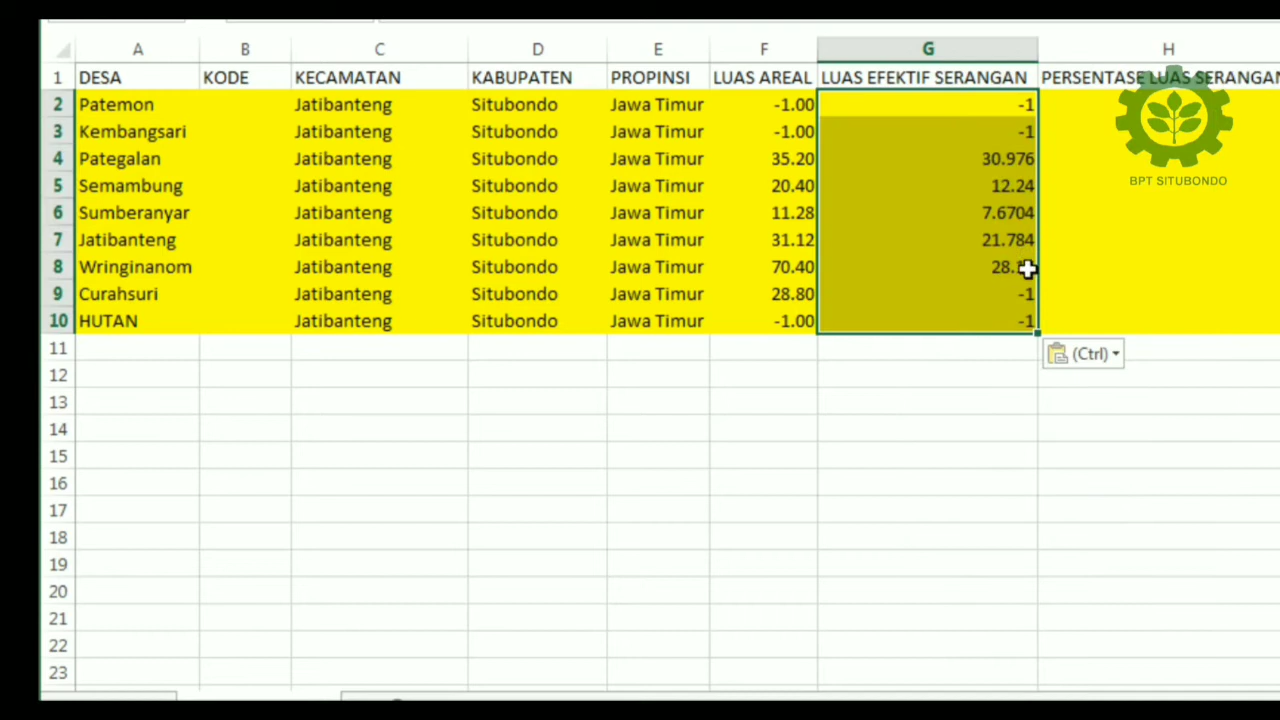 A B C D E F G H
1 DESA KODE KECAMATAN KABUPATEN PROPINSI LUAS AREAL LUAS EFEKTIF SERANGAN PERSENTASE LUAS SERANGAN
2 Patemon Jatibanteng Situbondo Jawa Timur -1.00 -1
3 Kembangsari Jatibanteng Situbondo Jawa Timur -1.00 -1
4 Pategalan Jatibanteng Situbondo Jawa Timur 35.20 30.976
5 Semambung Jatibanteng Situbondo Jawa Timur 20.40 12.24
6 Sumberanyar Jatibanteng Situbondo Jawa Timur 11.28 7.6704
7 Jatibanteng Jatibanteng Situbondo Jawa Timur 31.12 21.784
8 Wringinanom Jatibanteng Situbondo Jawa Timur 70.40
9 Curahsuri Jatibanteng Situbondo Jawa Timur 28.80 -1
10 HUTAN Jatibanteng Situbondo Jawa Timur -1.00 -1
BPT SITUBONDO
(Ctrl)
11
12
13
14
15
16
17
18
19
20
21
22
23